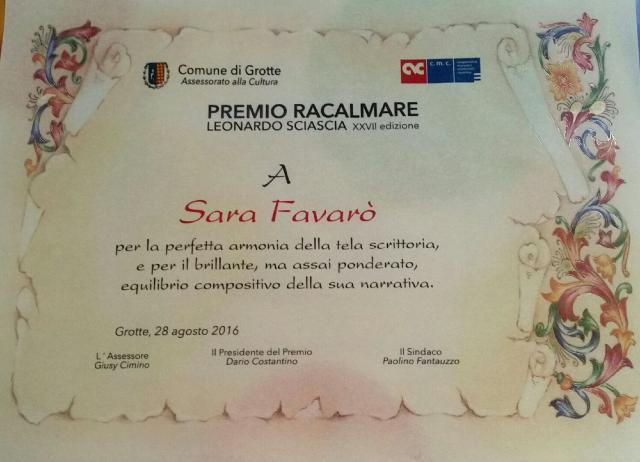 Comune di Grotte
Assessorato alla Cultura
c. m. c.
PREMIO RACALMARE
LEONARDO SCIASCIA XXVII edizione
A
Sara Favarò
per la perfetta armonia della tela scrittoria,
e per il brillante, ma assai ponderato,
equilibrio compositivo della sua narrativa.
Grotte, 28 agosto 2016
L´Assessore
Giusy Cimino
Il Presidente del Premio
Dario Costantino
Il Sindaco
Paolino Fantauzzo